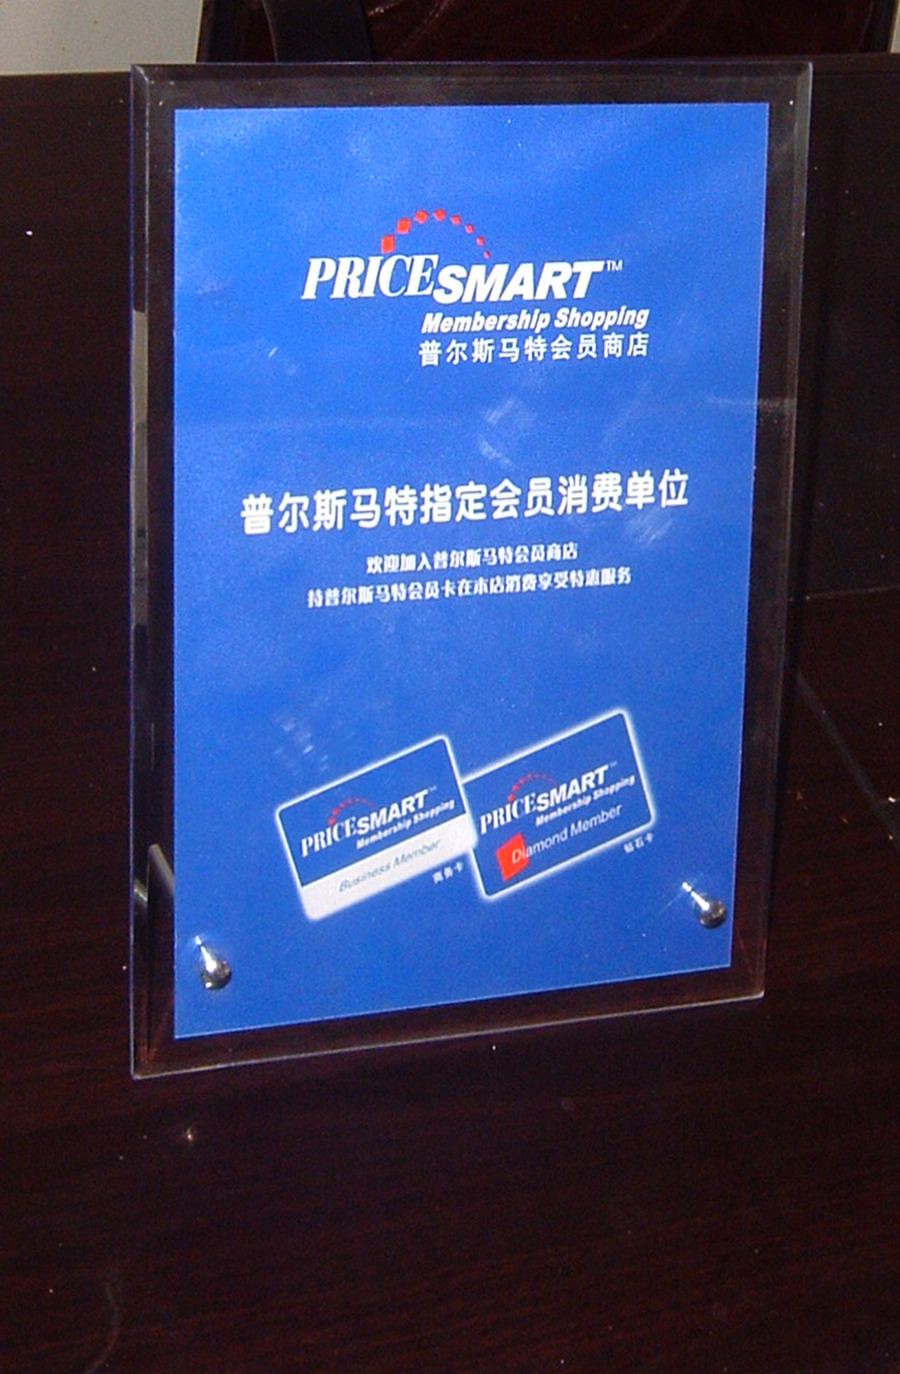 PRICESMART™
Membership Shopping
普尔斯马特会员商店
普尔斯马特指定会员消费单位
欢迎加入普尔斯马特会员商店
持普尔斯马特会员卡在本店消费享受特惠服务
PRICESMART™
Membership Shopping
Business Member
商务卡
PRICESMART™
Membership Shopping
Diamond Member
钻石卡